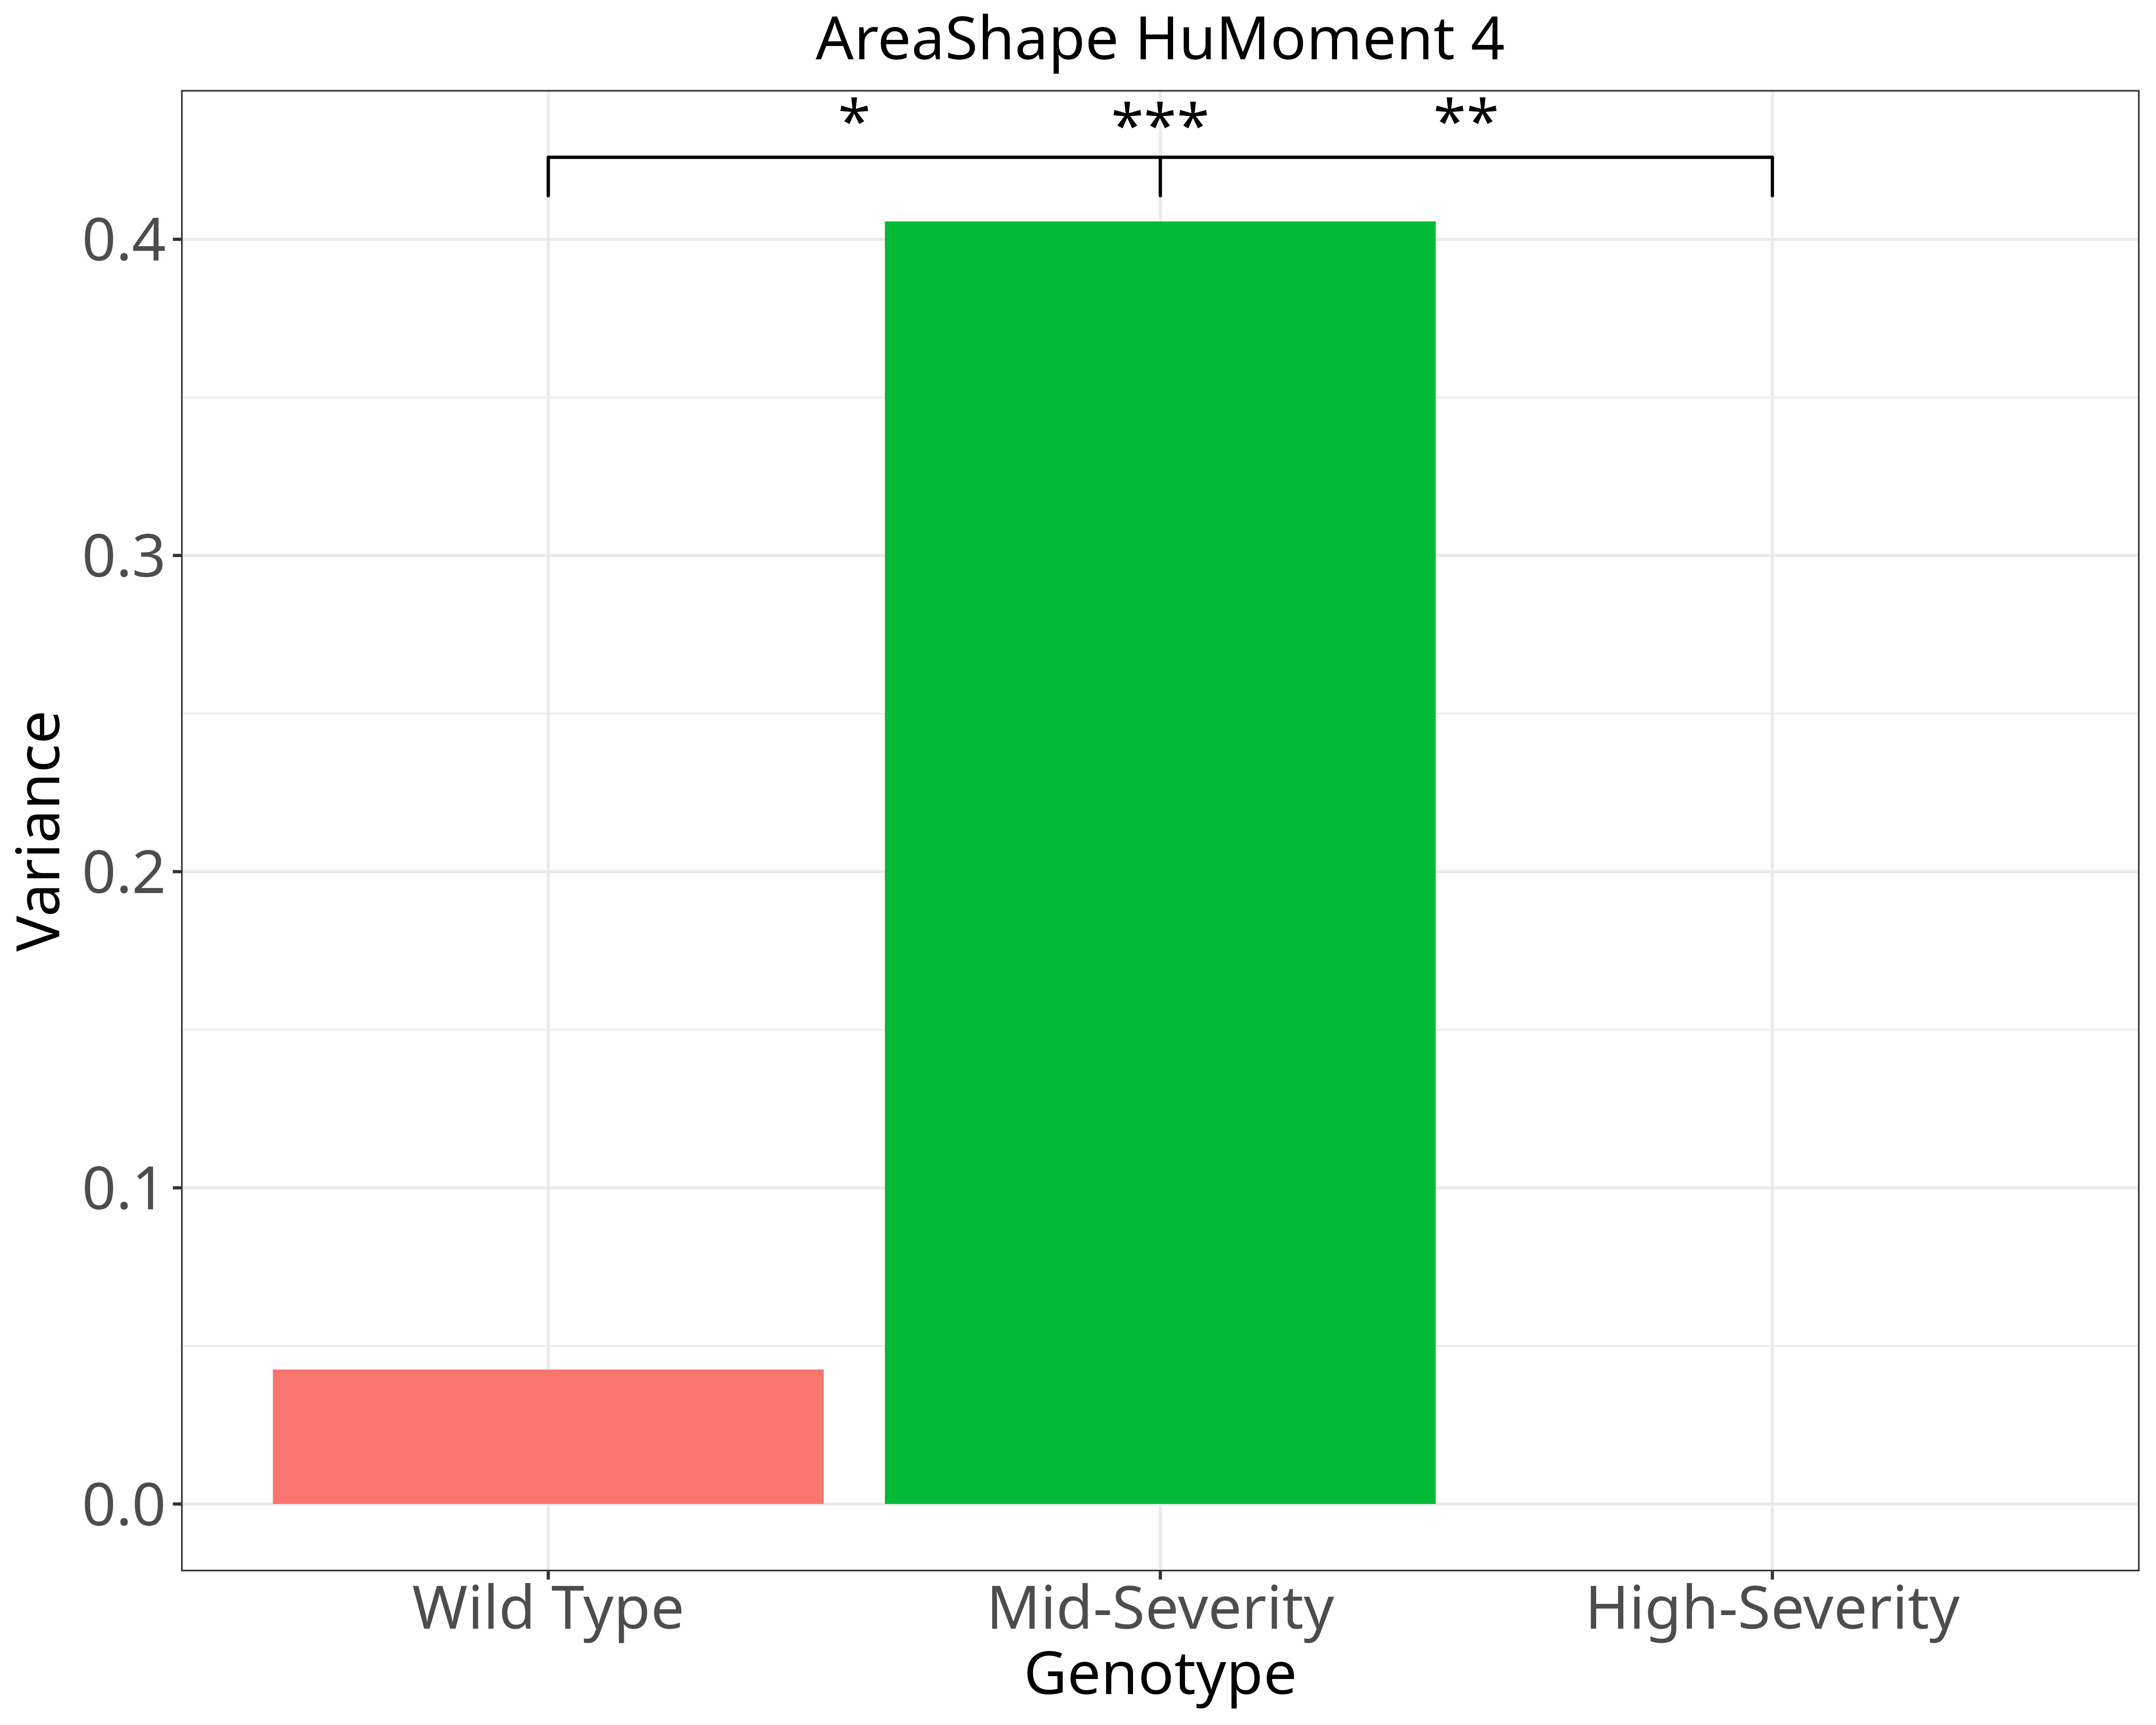 AreaShape HuMoment 4
* *** **
0.4
0.3
0.2
0.1
0.0
Variance
Wild Type Mid-Severity High-Severity
Genotype